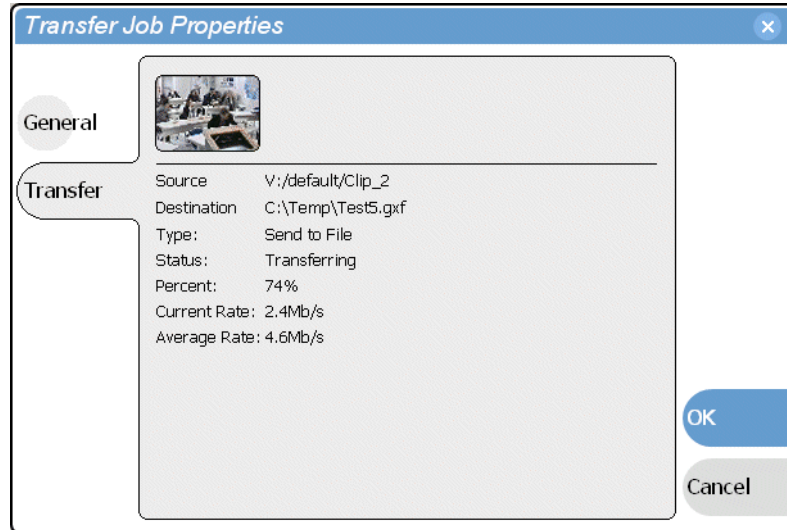 Transfer Job Properties
General
Transfer
Source V:/default/Clip_2
Destination C:\Temp\Test5.gxf
Type: Send to File
Status: Transferring
Percent: 74%
Current Rate: 2.4Mb/s
Average Rate: 4.6Mb/s
OK
Cancel